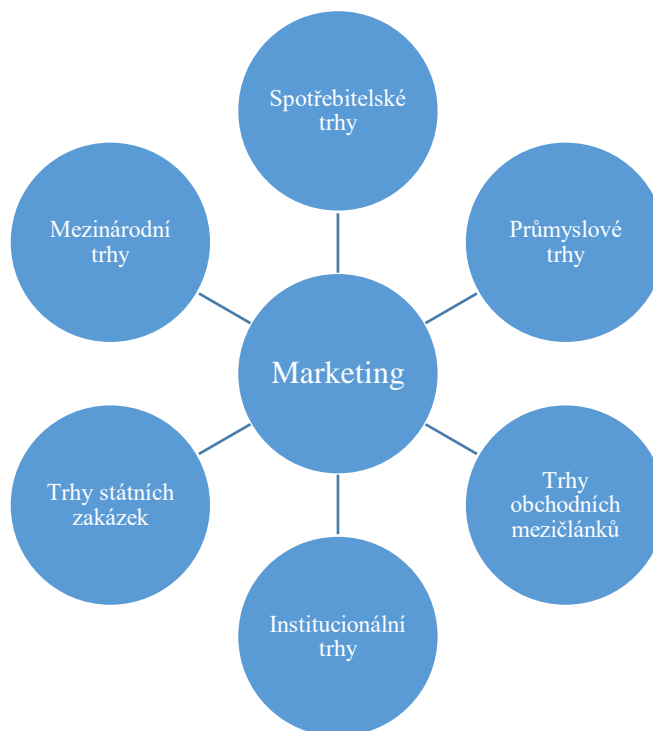 Spotřebitelské
trhy
Mezinárodní
trhy
Průmyslové
trhy
Marketing
Trhy státních
zakázek
Trhy
obchodních
mezičlánků
Institucionální
trhy